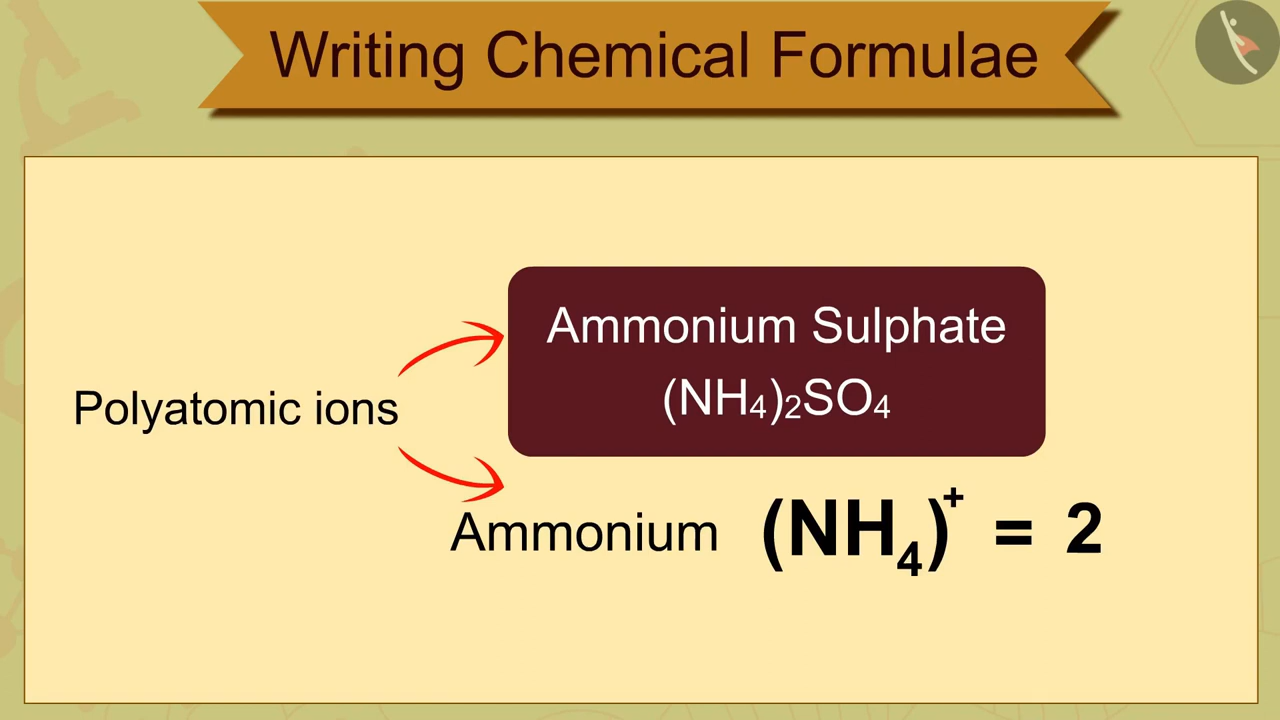 Writing Chemical Formulae
Ammonium Sulphate
(NH₄)₂SO₄
Polyatomic ions
Ammonium (NH₄)⁺ = 2